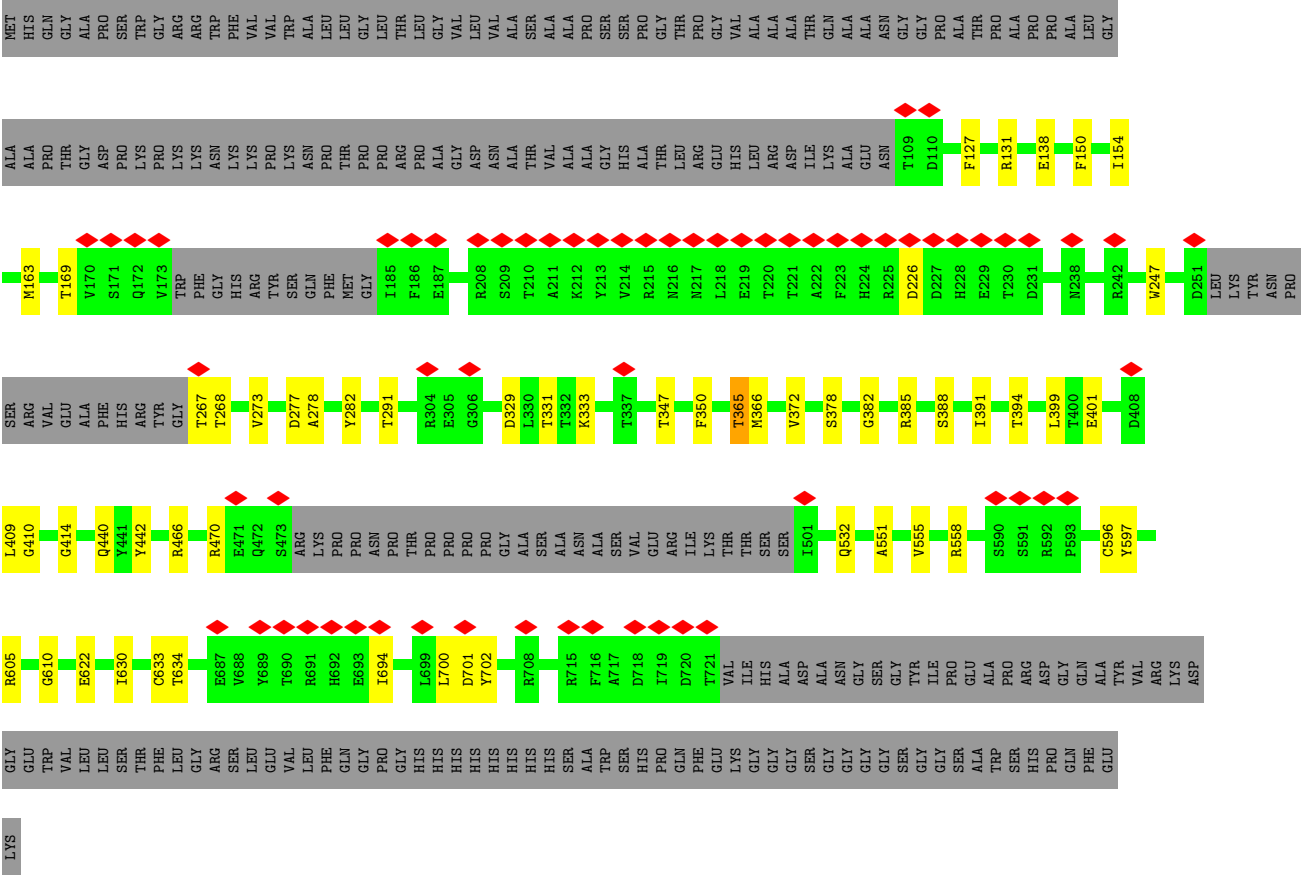 MET HIS GLN GLY ALA PRO SER TRP GLY ARG ARG TRP PHE VAL VAL TRP ALA LEU LEU GLY LEU THR LEU GLY VAL LEU VAL ALA SER ALA ALA PRO SER SER PRO GLY THR PRO GLY VAL ALA ALA ALA THR GLN ALA ALA ASN GLY GLY PRO ALA THR PRO ALA PRO PRO ALA LEU GLY
ALA ALA PRO THR GLY ASP PRO LYS PRO LYS LYS ASN LYS LYS PRO LYS ASN PRO THR PRO PRO ARG PRO ALA GLY ASP ASN ALA THR VAL ALA ALA GLY HIS ALA THR LEU ARG GLU HIS LEU ARG ASP ILE LYS ALA GLU ASN T109 D110 F127 R131 E138 F150 I154
M163 T169 V170 S171 Q172 V173 TRP PHE GLY HIS ARG TYR SER GLN PHE MET GLY I185 F186 E187 R208 S209 T210 A211 K212 Y213 V214 R215 N216 N217 L218 E219 T220 T221 A222 F223 H224 R225 D226 D227 H228 E229 T230 D231 N238 R242 W247 D251 LEU LYS TYR ASN PRO
SER ARG VAL GLU ALA PHE HIS ARG TYR GLY T267 T268 V273 D277 A278 Y282 T291 R304 E305 G306 D329 L330 T331 T332 K333 T337 T347 F350 T365 M366 V372 S378 G382 R385 S388 I391 T394 L399 T400 E401 D408
L409 G410 G414 Q440 Y441 Y442 R466 R470 E471 Q472 S473 ARG LYS PRO PRO ASN PRO THR PRO PRO PRO PRO GLY ALA SER ALA ASN ALA SER VAL GLU ARG ILE LYS THR THR SER SER I501 Q532 A551 V555 R558 S590 S591 R592 P593 C596 Y597
R605 G610 E622 I630 C633 T634 E687 V688 Y689 T690 R691 H692 E693 I694 L699 L700 D701 Y702 R708 R715 F716 A717 D718 I719 D720 T721 VAL ILE HIS ALA ASP ALA ASN GLY SER GLY TYR ILE PRO GLU ALA PRO ARG ASP GLY GLN ALA TYR VAL ARG LYS ASP
GLY GLU TRP VAL LEU LEU SER THR PHE LEU GLY ARG SER LEU GLU VAL LEU PHE GLN GLY PRO GLY HIS HIS HIS HIS HIS HIS HIS HIS SER ALA TRP SER HIS PRO GLN PHE GLU LYS GLY GLY GLY SER GLY GLY GLY GLY SER GLY GLY SER ALA TRP SER HIS PRO GLN PHE GLU
LYS